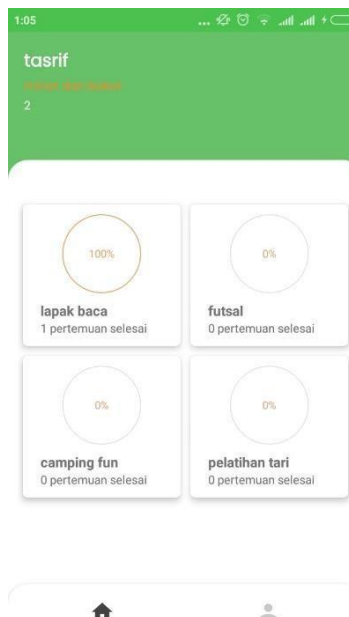 1:05
tasrif
2
100%
0%
lapak baca
1 pertemuan selesai
futsal
0 pertemuan selesai
0%
0%
camping fun
0 pertemuan selesai
pelatihan tari
0 pertemuan selesai